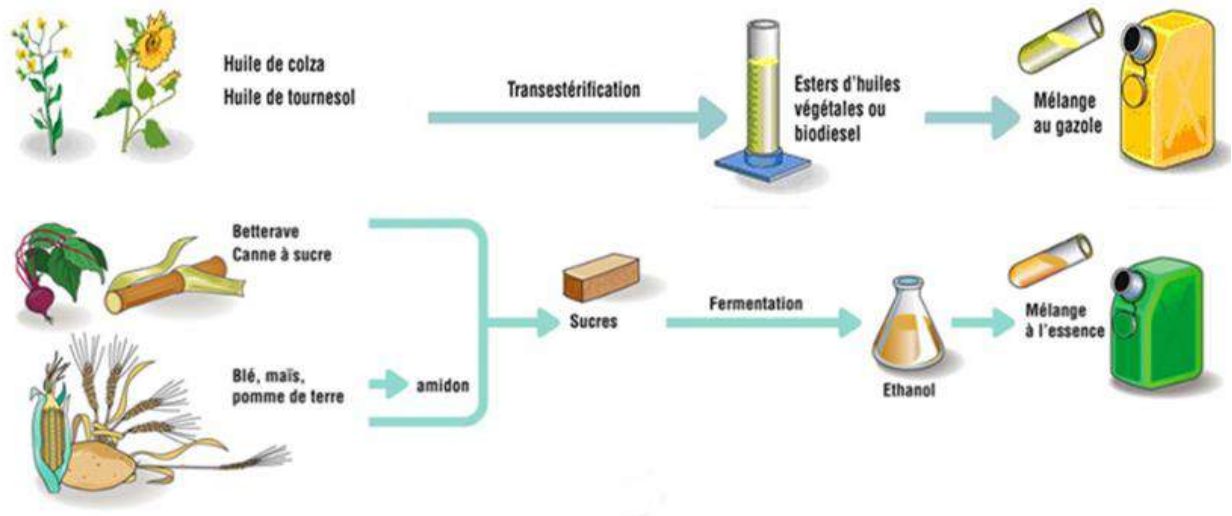 Huile de colza
Huile de tournesol
Transestérification
Esters d'huiles
végétales ou
biodiesel
Mélange
au gazole
Betterave
Canne à sucre
Blé, maïs,
pomme de terre
amidon
Sucres
Fermentation
Ethanol
Mélange
à l'essence